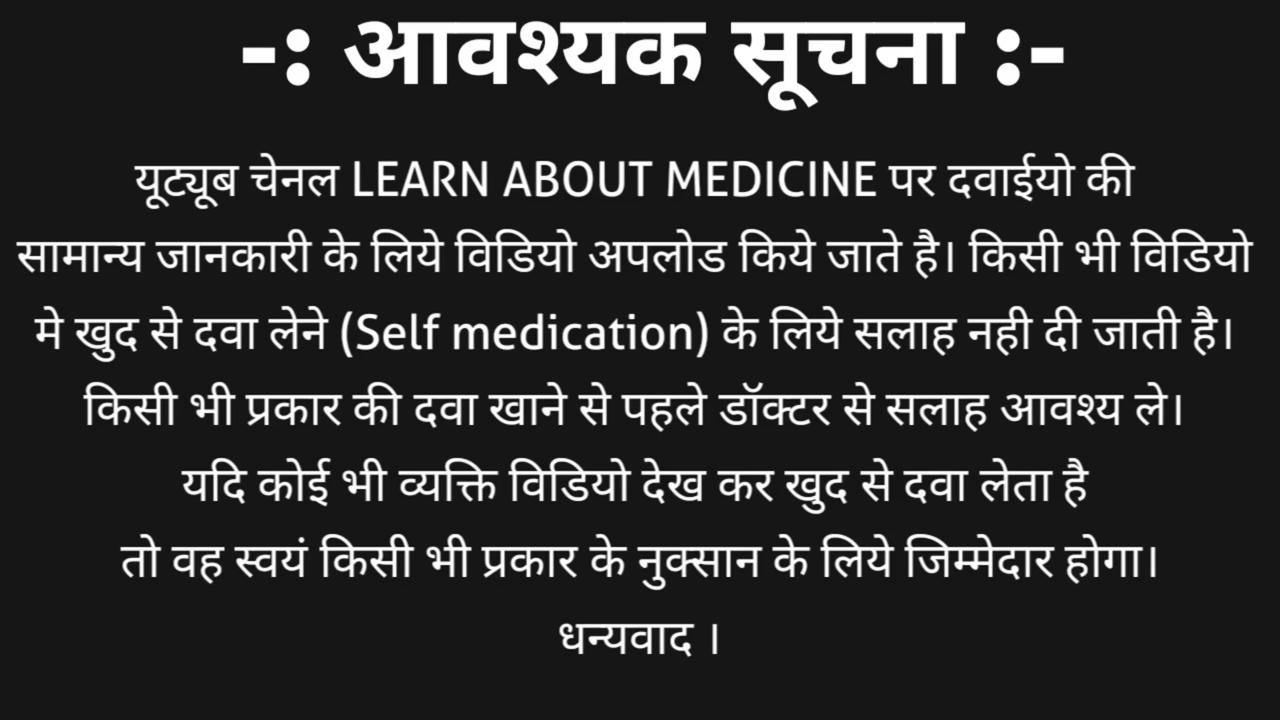 -: आवश्यक सूचना :-
यूट्यूब चेनल LEARN ABOUT MEDICINE पर दवाईयो की
सामान्य जानकारी के लिये विडियो अपलोड किये जाते है। किसी भी विडियो
मे खुद से दवा लेने (Self medication) के लिये सलाह नही दी जाती है।
किसी भी प्रकार की दवा खाने से पहले डॉक्टर से सलाह आवश्य ले।
यदि कोई भी व्यक्ति विडियो देख कर खुद से दवा लेता है
तो वह स्वयं किसी भी प्रकार के नुक्सान के लिये जिम्मेदार होगा।
धन्यवाद ।